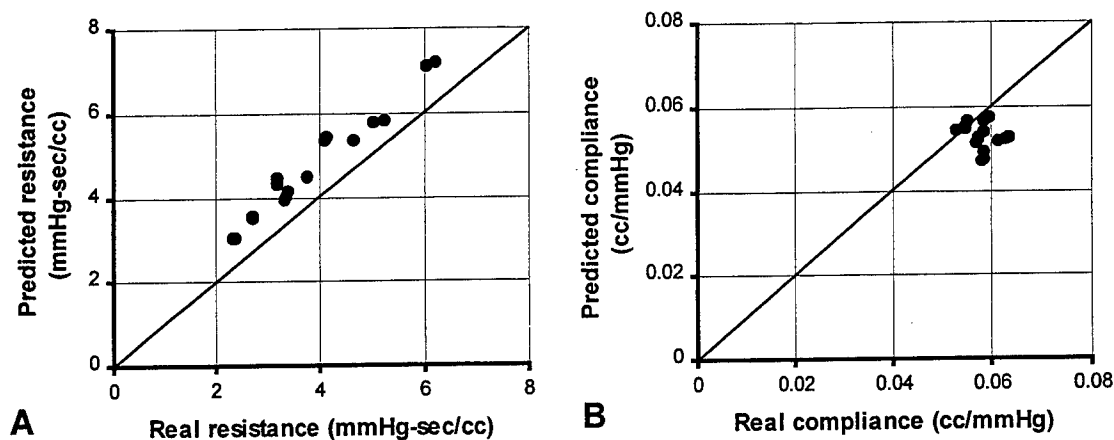 Predicted resistance
(mmHg-sec/cc)
8
6
4
2
0
0 2 4 6 8
A Real resistance (mmHg-sec/cc)
Predicted compliance
(cc/mmHg)
0.08
0.06
0.04
0.02
0
0 0.02 0.04 0.06 0.08
B Real compliance (cc/mmHg)